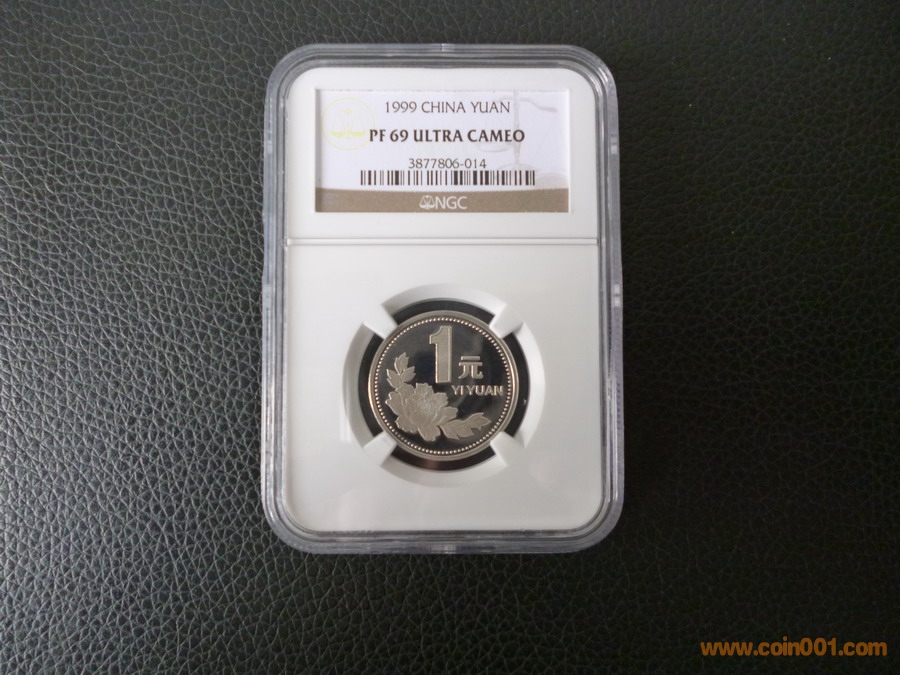 1999 CHINA YUAN
PF 69 ULTRA CAMEO
3877806-014
NGC
1元
YI YUAN
www.coin001.com